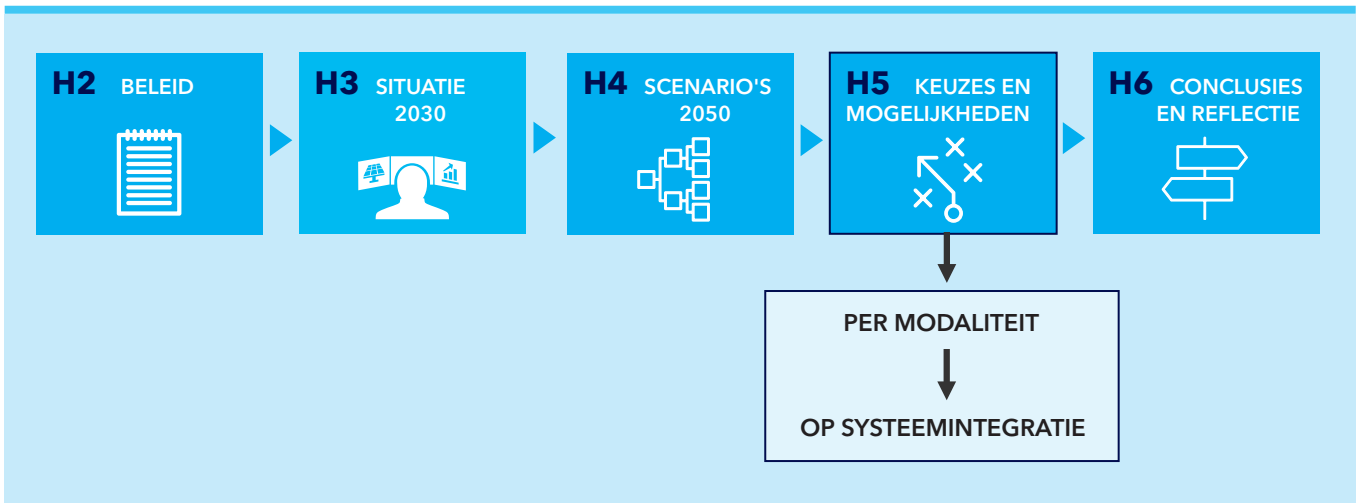 H2 BELEID
H3 SITUATIE
2030
H4 SCENARIO'S
2050
H5 KEUZES EN
MOGELIJKHEDEN
H6 CONCLUSIES
EN REFLECTIE
PER MODALITEIT
OP SYSTEEMINTEGRATIE